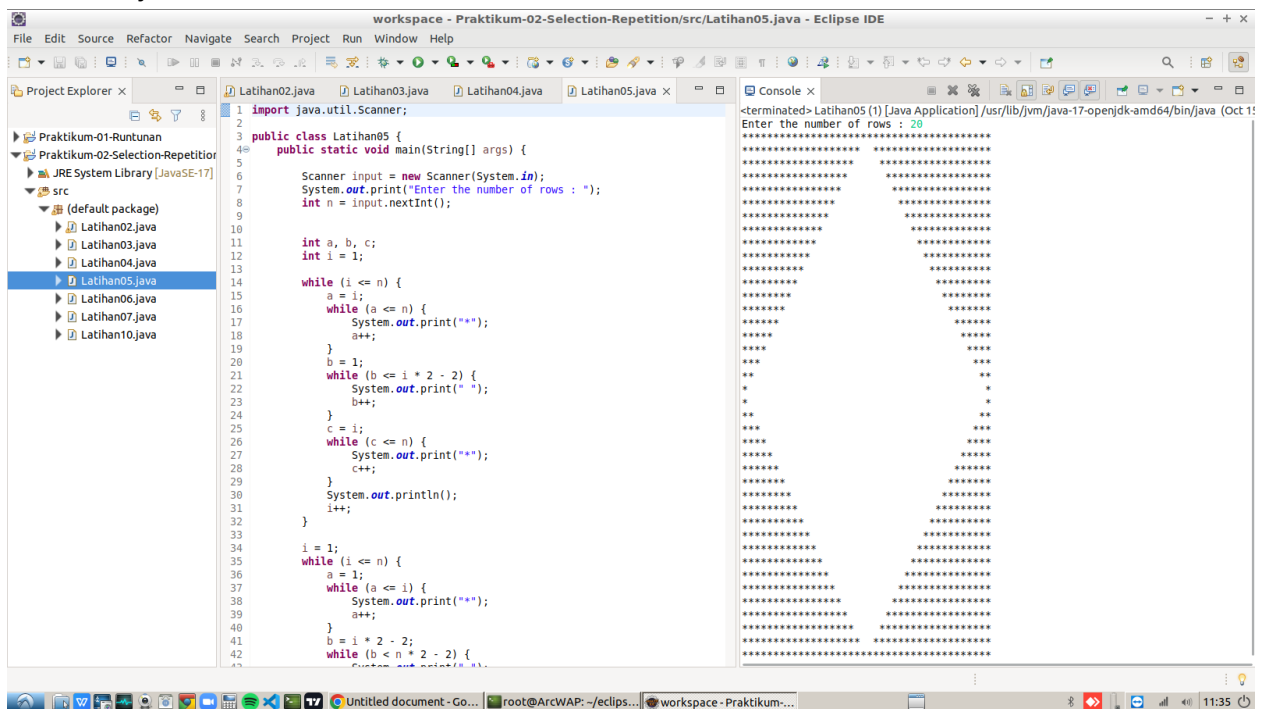 workspace - Praktikum-02-Selection-Repetition/src/Latihan05.java - Eclipse IDE
File Edit Source Refactor Navigate Search Project Run Window Help
Project Explorer
Praktikum-01-Runtunan
Praktikum-02-Selection-Repetition
JRE System Library [JavaSE-17]
src
(default package)
Latihan02.java
Latihan03.java
Latihan04.java
Latihan05.java
Latihan06.java
Latihan07.java
Latihan10.java
Latihan02.java Latihan03.java Latihan04.java Latihan05.java
1 import java.util.Scanner;
2
3 public class Latihan05 {
4 public static void main(String[] args) {
5
6 Scanner input = new Scanner(System.in);
7 System.out.print("Enter the number of rows : ");
8 int n = input.nextInt();
9
10
11 int a, b, c;
12 int i = 1;
13
14 while (i <= n) {
15 a = i;
16 while (a <= n) {
17 System.out.print("*");
18 a++;
19 }
20 b = 1;
21 while (b <= i * 2 - 2) {
22 System.out.print(" ");
23 b++;
24 }
25 c = i;
26 while (c <= n) {
27 System.out.print("*");
28 c++;
29 }
30 System.out.println();
31 i++;
32 }
33
34 i = 1;
35 while (i <= n) {
36 a = 1;
37 while (a <= i) {
38 System.out.print("*");
39 a++;
40 }
41 b = i * 2 - 2;
42 while (b < n * 2 - 2) {
Console
<terminated> Latihan05 (1) [Java Application] /usr/lib/jvm/java-17-openjdk-amd64/bin/java (Oct 15
Enter the number of rows : 20
****************************************
*******************  *******************
******************    ******************
*****************      *****************
****************        ****************
***************          ***************
**************            **************
*************              *************
************                ************
***********                  ***********
**********                    **********
*********                      *********
********                        ********
*******                          *******
******                            ******
*****                              *****
****                                ****
***                                  ***
**                                    **
*                                      *
*                                      *
**                                    **
***                                  ***
****                                ****
*****                              *****
******                            ******
*******                          *******
********                        ********
*********                      *********
**********                    **********
***********                  ***********
************                ************
*************              *************
**************            **************
***************          ***************
****************        ****************
*****************      *****************
******************    ******************
*******************  *******************
****************************************
Untitled document - Go... root@ArcWAP: ~/eclips... workspace - Praktikum-... 11:35